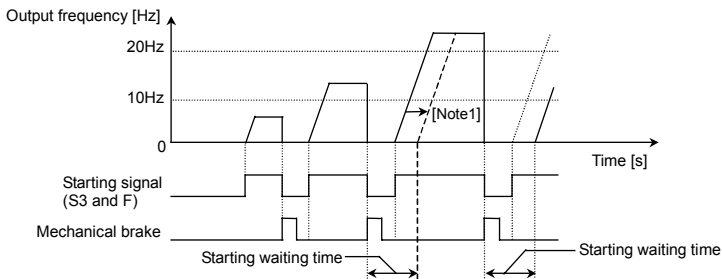 Output frequency [Hz]
20Hz
10Hz
[Note1]
0
Time [s]
Starting signal
(S3 and F)
Mechanical brake
Starting waiting time
Starting waiting time